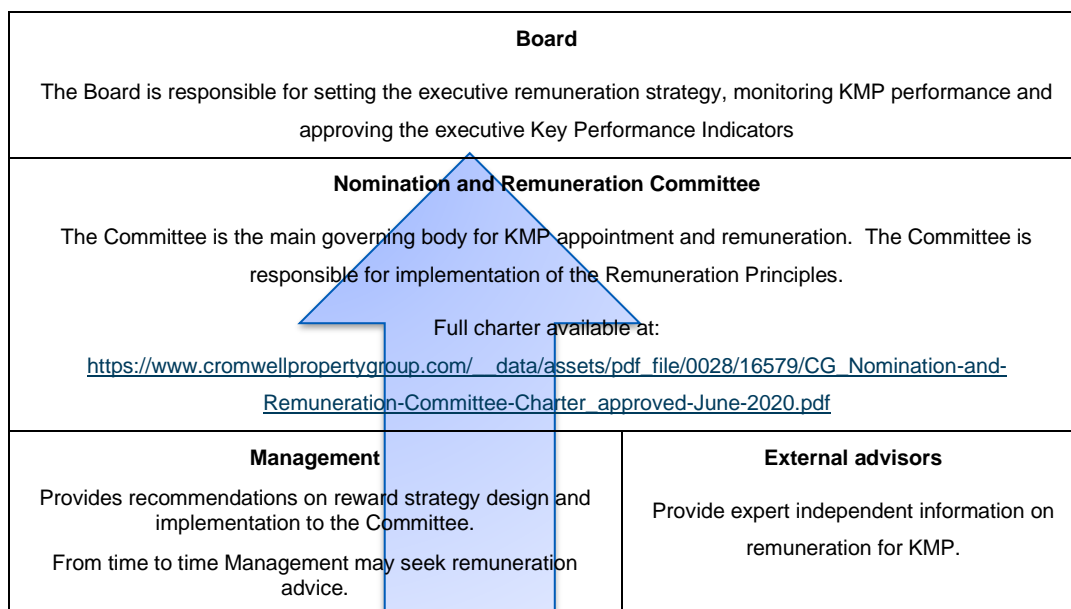 Board
The Board is responsible for setting the executive remuneration strategy, monitoring KMP performance and
approving the executive Key Performance Indicators
Nomination and Remuneration Committee
The Committee is the main governing body for KMP appointment and remuneration.  The Committee is
responsible for implementation of the Remuneration Principles.
Full charter available at:
https://www.cromwellpropertygroup.com/__data/assets/pdf_file/0028/16579/CG_Nomination-and-
Remuneration-Committee-Charter_approved-June-2020.pdf
Management
Provides recommendations on reward strategy design and
implementation to the Committee.
From time to time Management may seek remuneration
advice.
External advisors
Provide expert independent information on
remuneration for KMP.